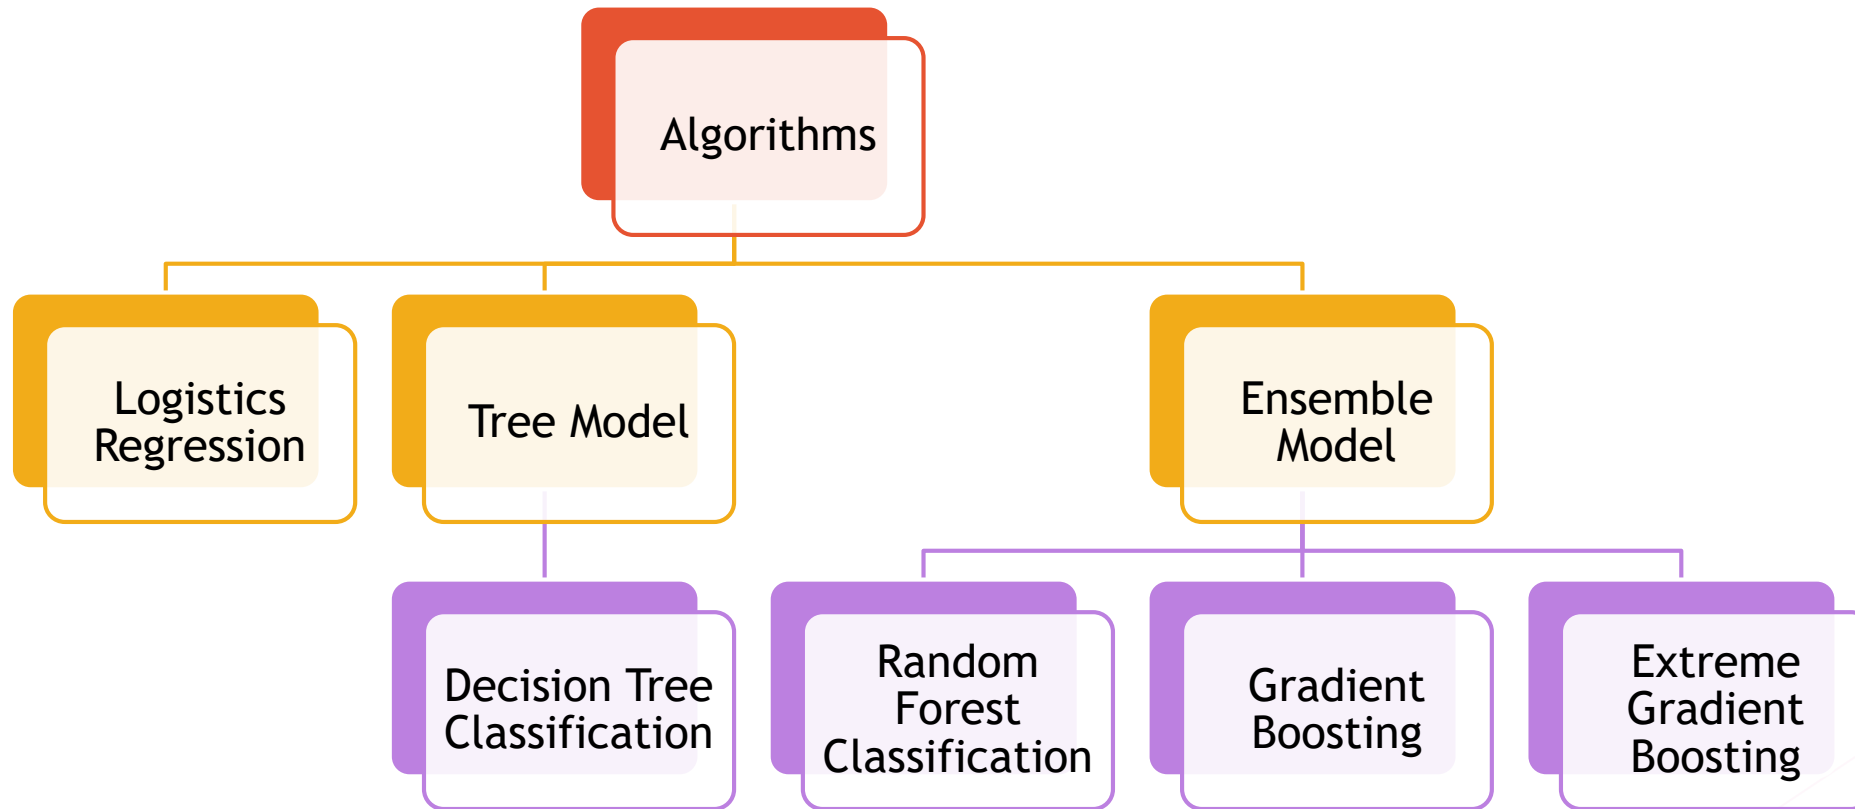 Algorithms
Logistics
Regression
Tree Model
Ensemble
Model
Decision Tree
Classification
Random
Forest
Classification
Gradient
Boosting
Extreme
Gradient
Boosting